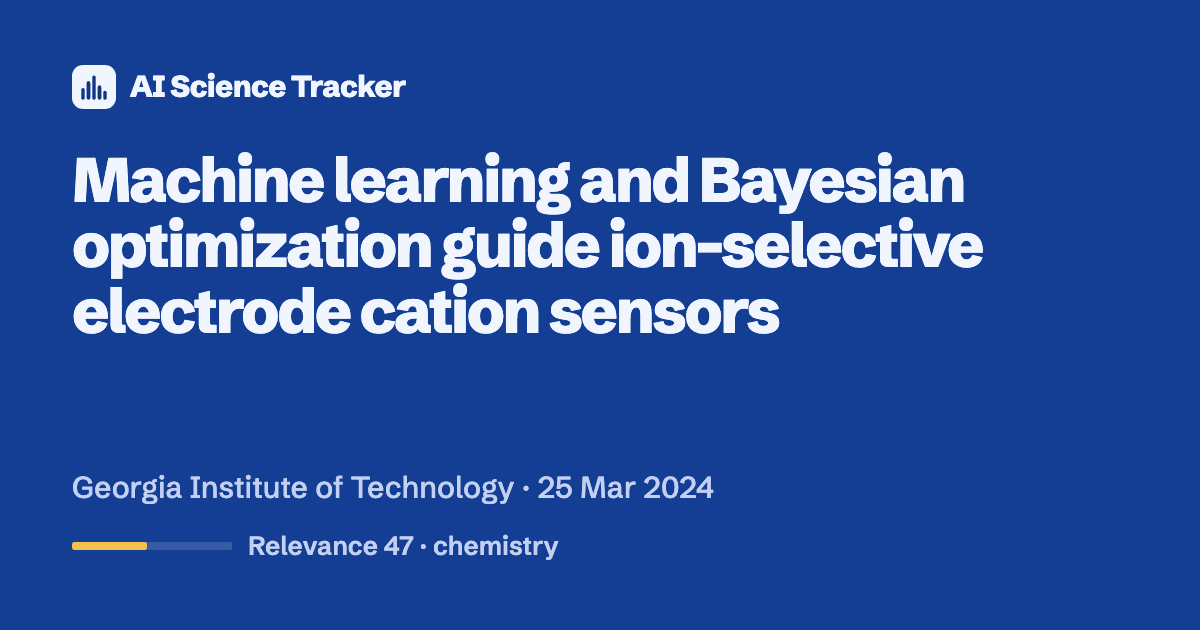 AI Science Tracker
Machine learning and Bayesian
optimization guide ion-selective
electrode cation sensors
Georgia Institute of Technology · 25 Mar 2024
Relevance 47 · chemistry